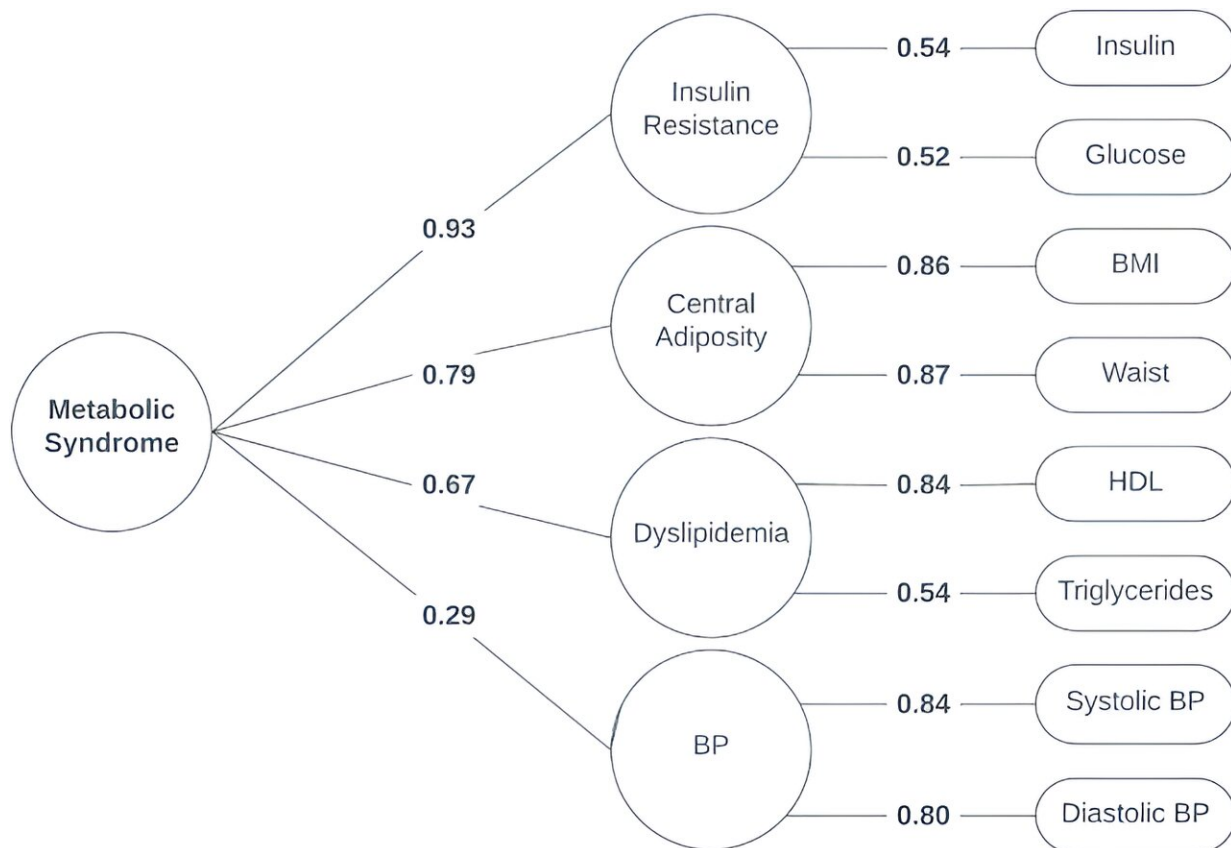 Metabolic
Syndrome
0.93
0.79
0.67
0.29
Insulin
Resistance
Central
Adiposity
Dyslipidemia
BP
0.54
0.52
0.86
0.87
0.84
0.54
0.84
0.80
Insulin
Glucose
BMI
Waist
HDL
Triglycerides
Systolic BP
Diastolic BP